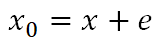 x₀ = x + e